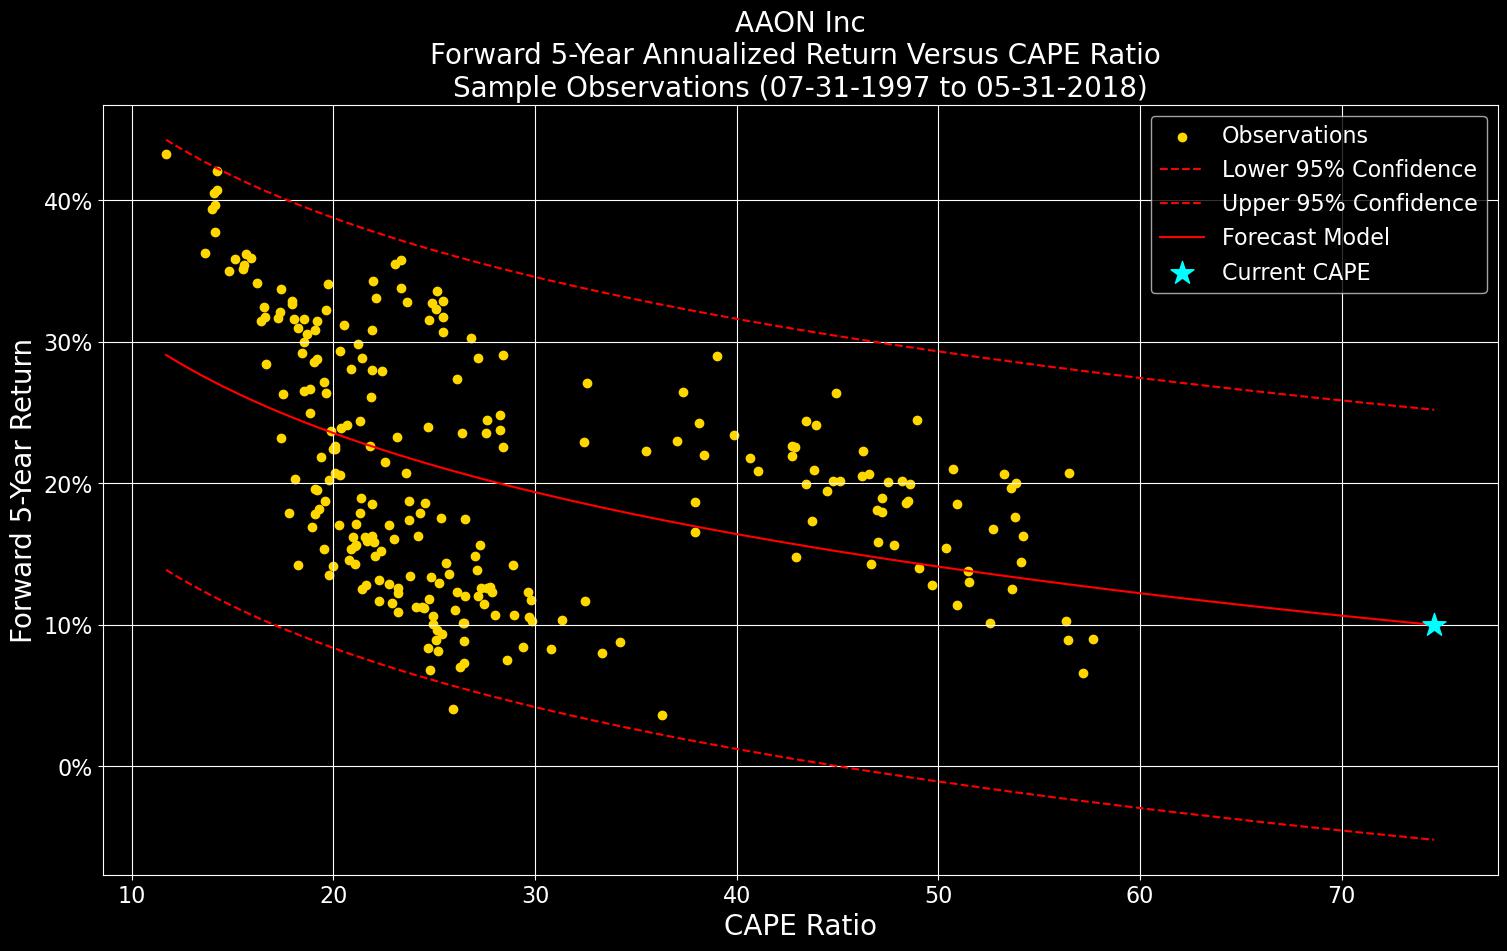 AAON Inc
Forward 5-Year Annualized Return Versus CAPE Ratio
Sample Observations (07-31-1997 to 05-31-2018)
Observations
Lower 95% Confidence
Upper 95% Confidence
Forecast Model
Current CAPE
Forward 5-Year Return
40%
30%
20%
10%
0%
10 20 30 40 50 60 70
CAPE Ratio